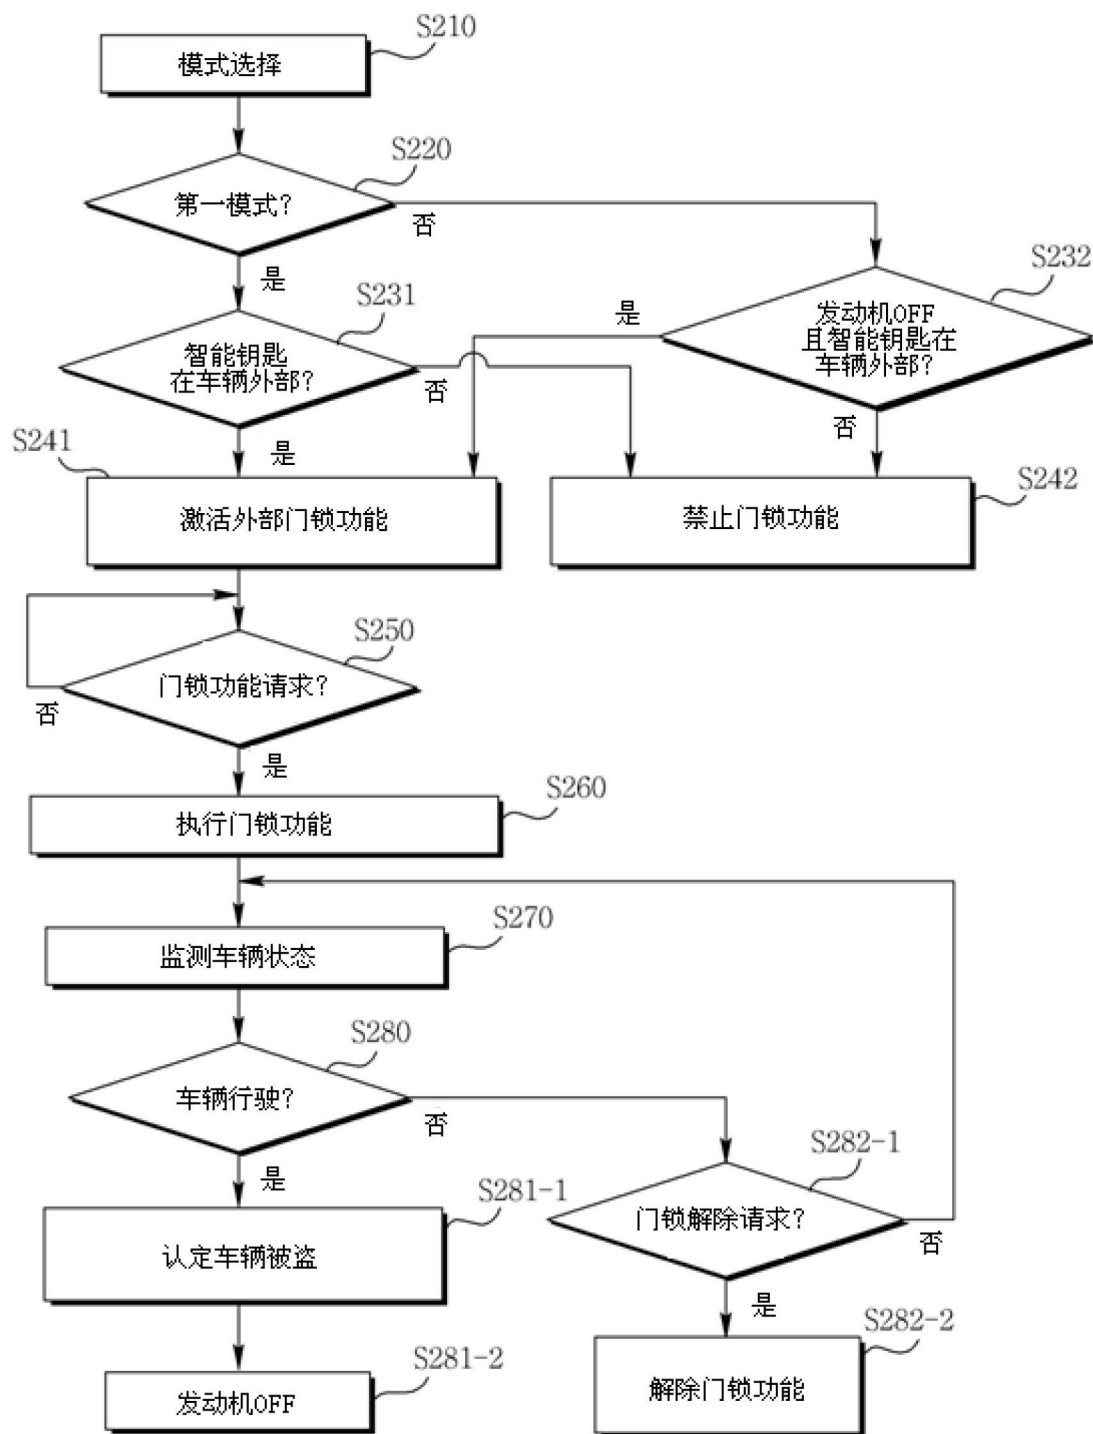 S210
模式选择
S220
第一模式?
否
是
S231
智能钥匙
在车辆外部?
否
是
S232
发动机OFF
且智能钥匙在
车辆外部?
是
否
S241
激活外部门锁功能
S242
禁止门锁功能
S250
门锁功能请求?
否
是
S260
执行门锁功能
S270
监测车辆状态
S280
车辆行驶?
否
是
S281-1
认定车辆被盗
S282-1
门锁解除请求?
否
是
S281-2
发动机OFF
S282-2
解除门锁功能